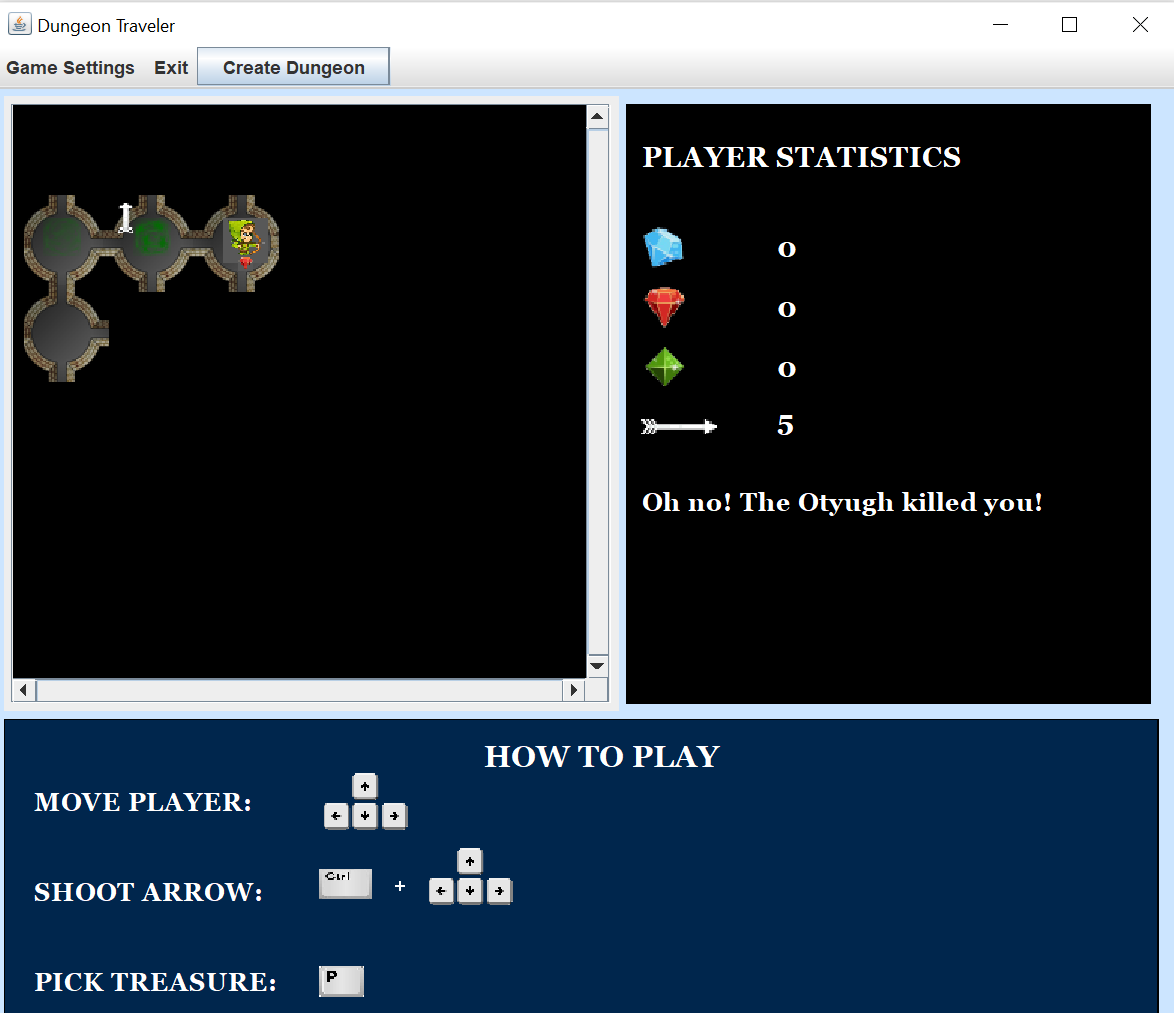 Dungeon Traveler
Game Settings Exit Create Dungeon
PLAYER STATISTICS
0
0
0
5
Oh no! The Otyugh killed you!
HOW TO PLAY
MOVE PLAYER:
SHOOT ARROW: Ctrl +
PICK TREASURE: P